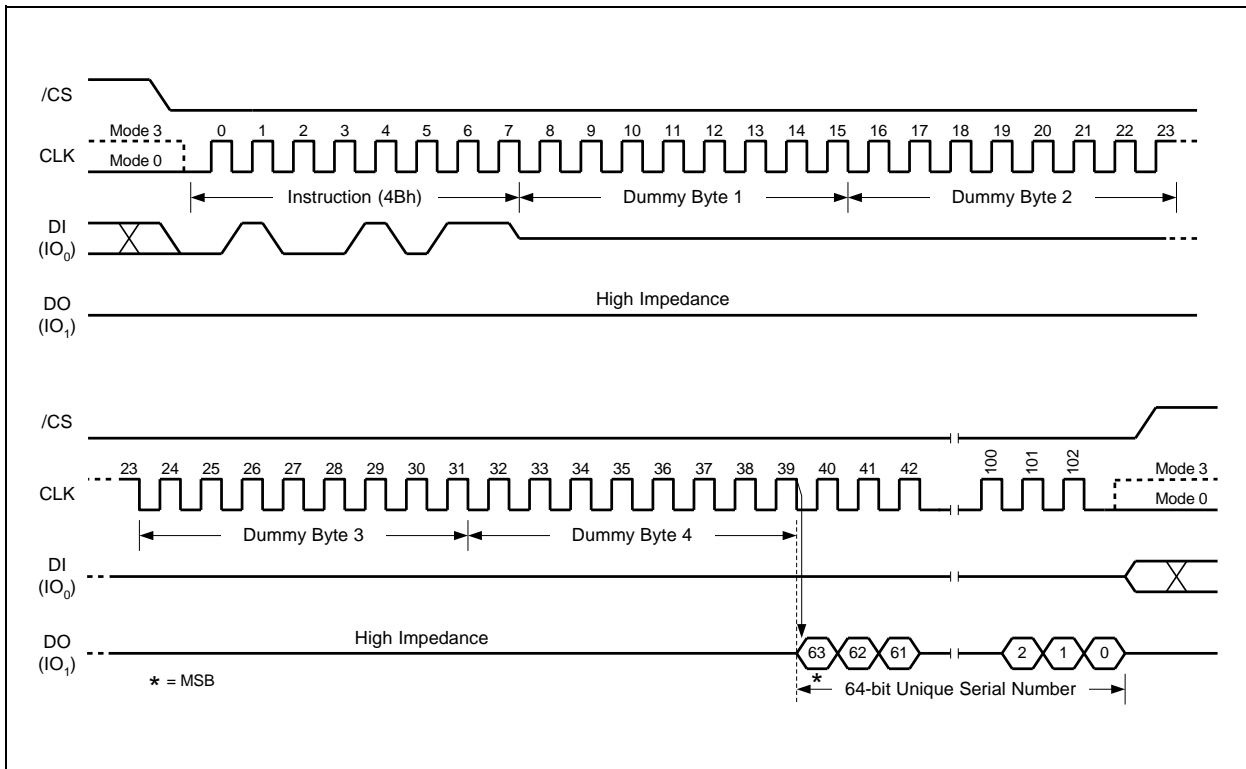 /CS
Mode 3
0 1 2 3 4 5 6 7 8 9 10 11 12 13 14 15 16 17 18 19 20 21 22 23
CLK
Mode 0
Instruction (4Bh) Dummy Byte 1 Dummy Byte 2
DI
(IO0)
High Impedance
DO
(IO1)
/CS
23 24 25 26 27 28 29 30 31 32 33 34 35 36 37 38 39 40 41 42 100 101 102
Mode 3
CLK
Mode 0
Dummy Byte 3 Dummy Byte 4
DI
(IO0)
High Impedance
DO
(IO1)
63 62 61 2 1 0
* = MSB
*
64-bit Unique Serial Number